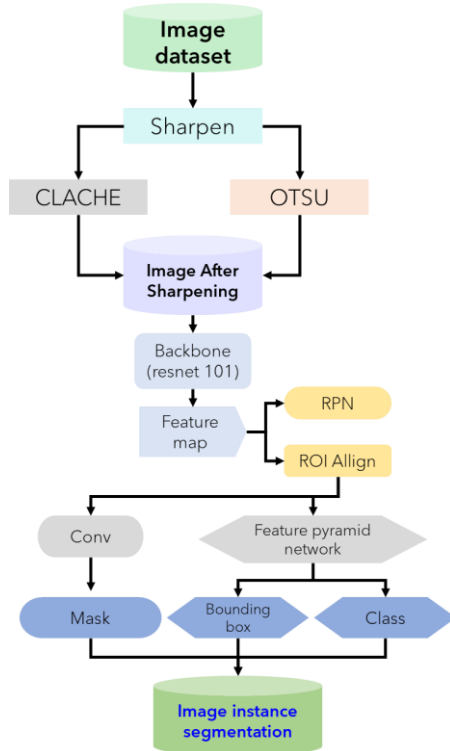 Image
dataset
Sharpen
CLACHE
OTSU
Image After
Sharpening
Backbone
(resnet 101)
Feature
map
RPN
ROI Allign
Conv
Feature pyramid
network
Mask
Bounding
box
Class
Image instance
segmentation